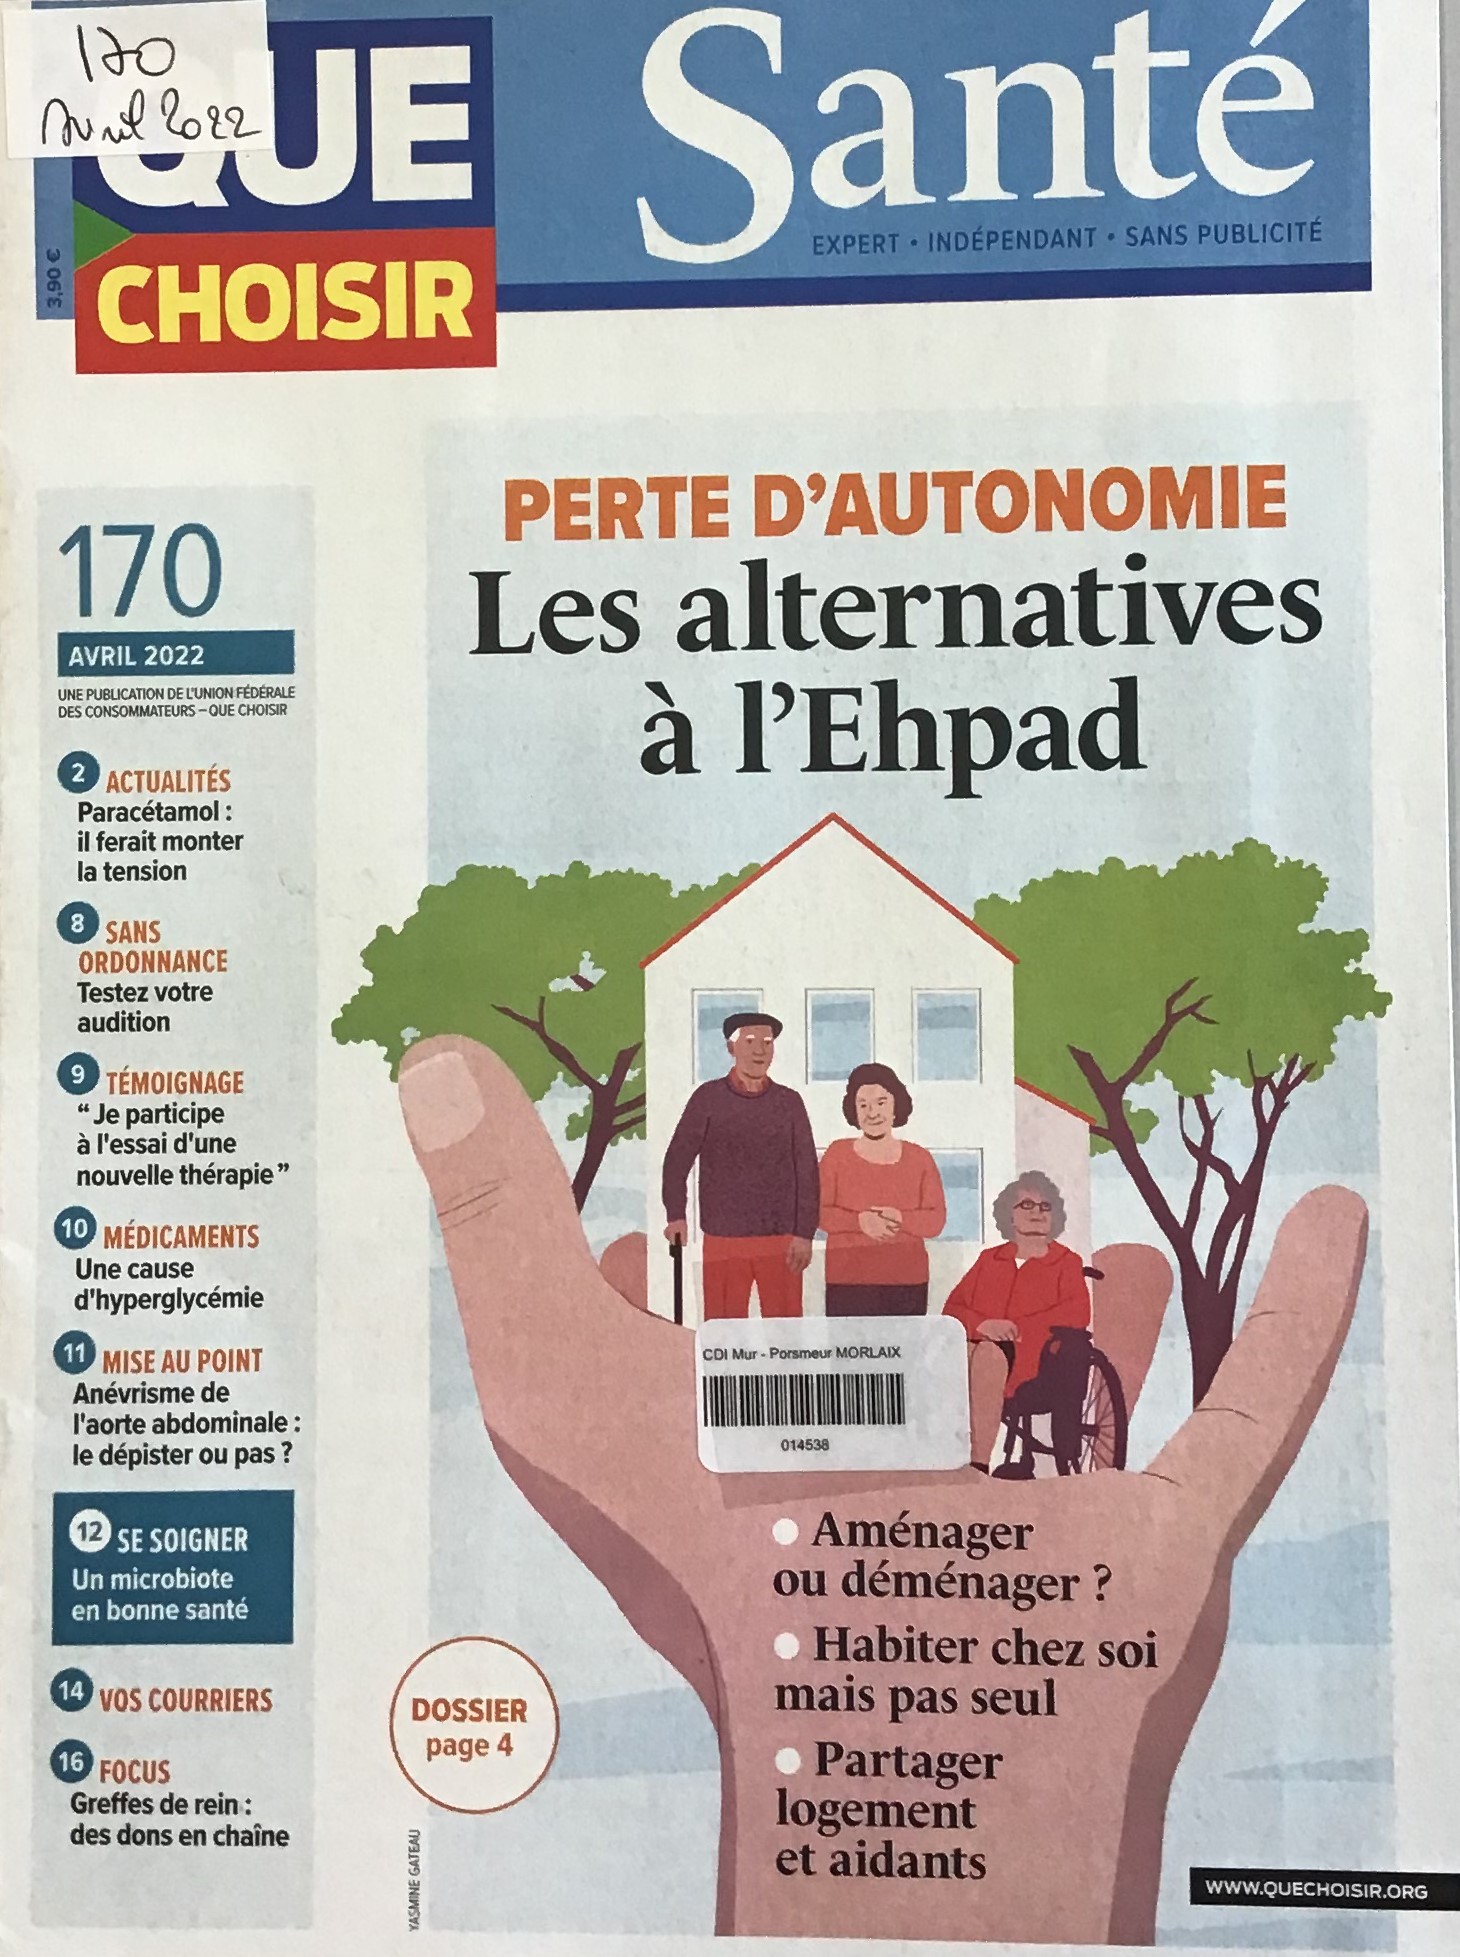 170
Avril 2022
QUE
CHOISIR
3,90 €
Santé
EXPERT • INDÉPENDANT • SANS PUBLICITÉ
170
AVRIL 2022
UNE PUBLICATION DE L'UNION FÉDÉRALE
DES CONSOMMATEURS – QUE CHOISIR
2 ACTUALITÉS
Paracétamol :
il ferait monter
la tension
8 SANS
ORDONNANCE
Testez votre
audition
9 TÉMOIGNAGE
“ Je participe
à l'essai d'une
nouvelle thérapie ”
10 MÉDICAMENTS
Une cause
d'hyperglycémie
11 MISE AU POINT
Anévrisme de
l'aorte abdominale :
le dépister ou pas ?
12 SE SOIGNER
Un microbiote
en bonne santé
14 VOS COURRIERS
16 FOCUS
Greffes de rein :
des dons en chaîne
PERTE D’AUTONOMIE
Les alternatives
à l’Ehpad
CDI Mur - Porsmeur MORLAIX
014538
• Aménager
ou déménager ?
• Habiter chez soi
mais pas seul
• Partager
logement
et aidants
DOSSIER
page 4
YASMINE GATEAU
WWW.QUECHOISIR.ORG